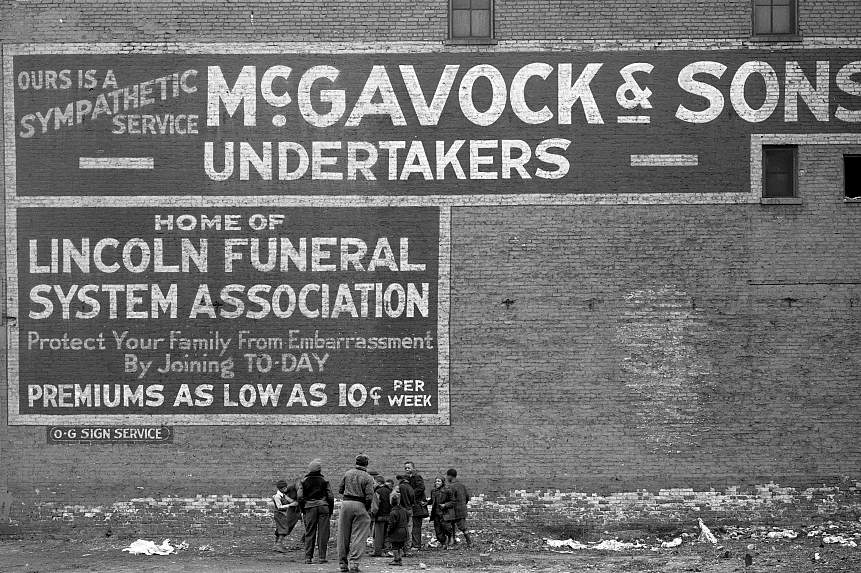 OURS IS A
SYMPATHETIC
SERVICE
McGAVOCK & SONS
UNDERTAKERS
HOME OF
LINCOLN FUNERAL
SYSTEM ASSOCIATION
Protect Your Family From Embarrassment
By Joining TO-DAY
PREMIUMS AS LOW AS 10¢ PER WEEK
O-G SIGN SERVICE